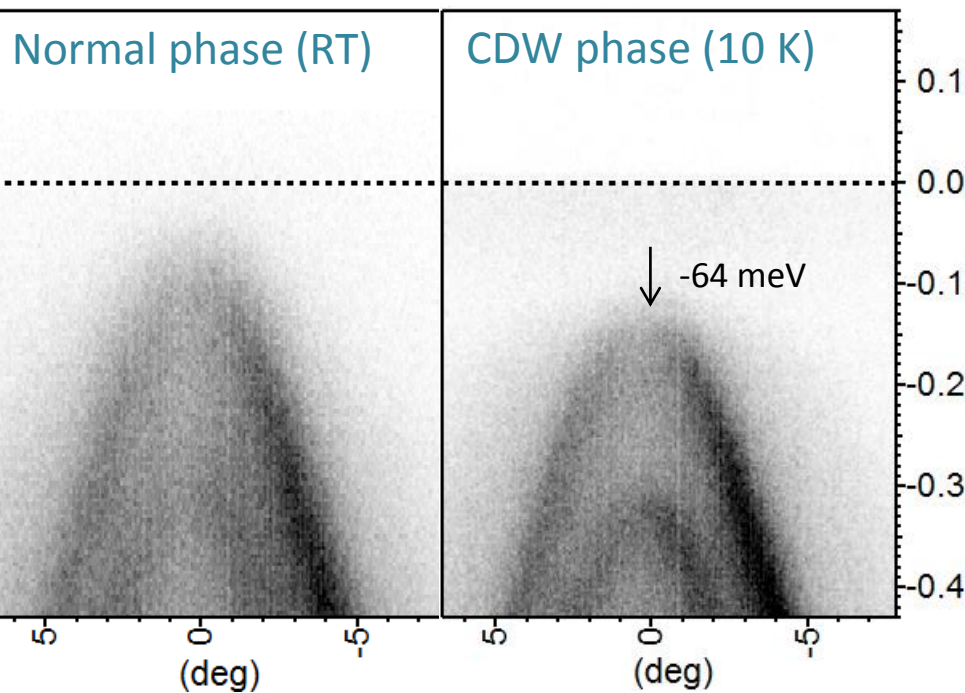 Normal phase (RT)
CDW phase (10 K)
0.1
0.0
-64 meV
-0.1
-0.2
-0.3
-0.4
5
0
-5
5
0
-5
(deg)
(deg)